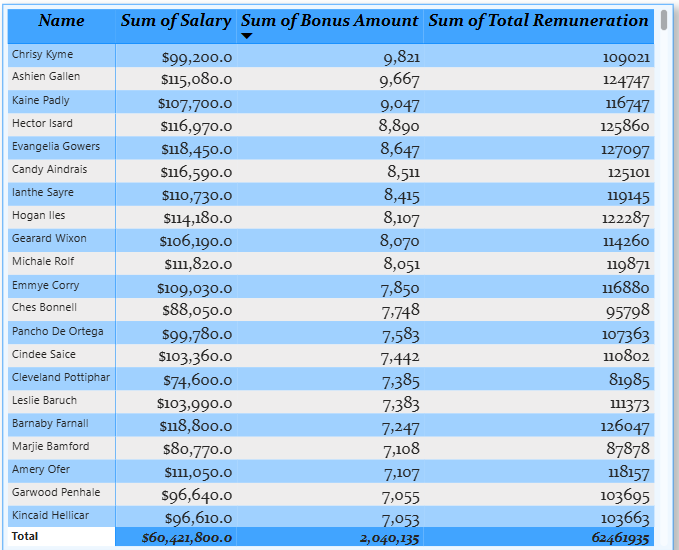 Name Sum of Salary Sum of Bonus Amount Sum of Total Remuneration
Chrisy Kyme $99,200.0 9,821 109021
Ashien Gallen $115,080.0 9,667 124747
Kaine Padly $107,700.0 9,047 116747
Hector Isard $116,970.0 8,890 125860
Evangelia Gowers $118,450.0 8,647 127097
Candy Aindrais $116,590.0 8,511 125101
Ianthe Sayre $110,730.0 8,415 119145
Hogan Iles $114,180.0 8,107 122287
Gearard Wixon $106,190.0 8,070 114260
Michale Rolf $111,820.0 8,051 119871
Emmye Corry $109,030.0 7,850 116880
Ches Bonnell $88,050.0 7,748 95798
Pancho De Ortega $99,780.0 7,583 107363
Cindee Saice $103,360.0 7,442 110802
Cleveland Pottiphar $74,600.0 7,385 81985
Leslie Baruch $103,990.0 7,383 111373
Barnaby Farnall $118,800.0 7,247 126047
Marjie Bamford $80,770.0 7,108 87878
Amery Ofer $111,050.0 7,107 118157
Garwood Penhale $96,640.0 7,055 103695
Kincaid Hellicar $96,610.0 7,053 103663
Total $60,421,800.0 2,040,135 62461935